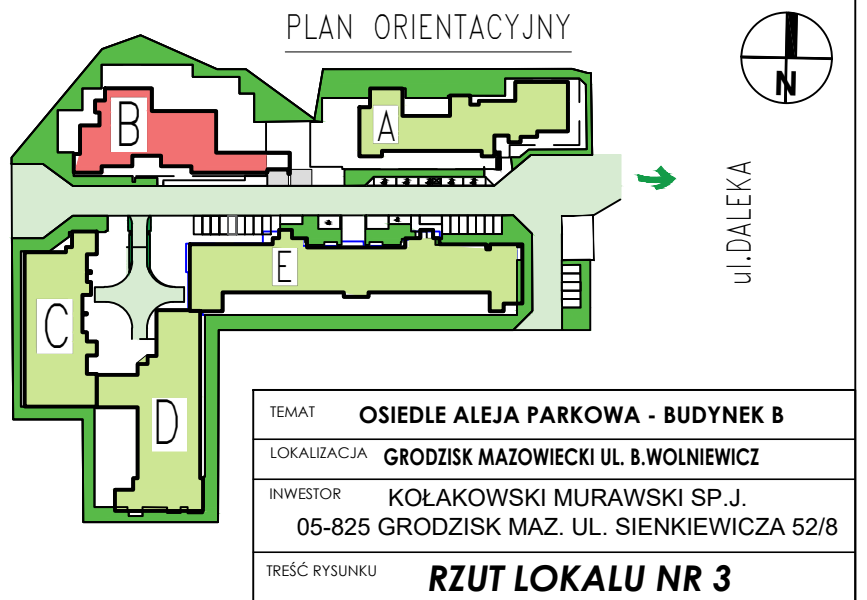 PLAN ORIENTACYJNY
N
B
A
ul.DALEKA
E
C
D
TEMAT OSIEDLE ALEJA PARKOWA - BUDYNEK B
LOKALIZACJA GRODZISK MAZOWIECKI UL. B.WOLNIEWICZ
INWESTOR KOŁAKOWSKI MURAWSKI SP.J.
05-825 GRODZISK MAZ. UL. SIENKIEWICZA 52/8
TREŚĆ RYSUNKU RZUT LOKALU NR 3